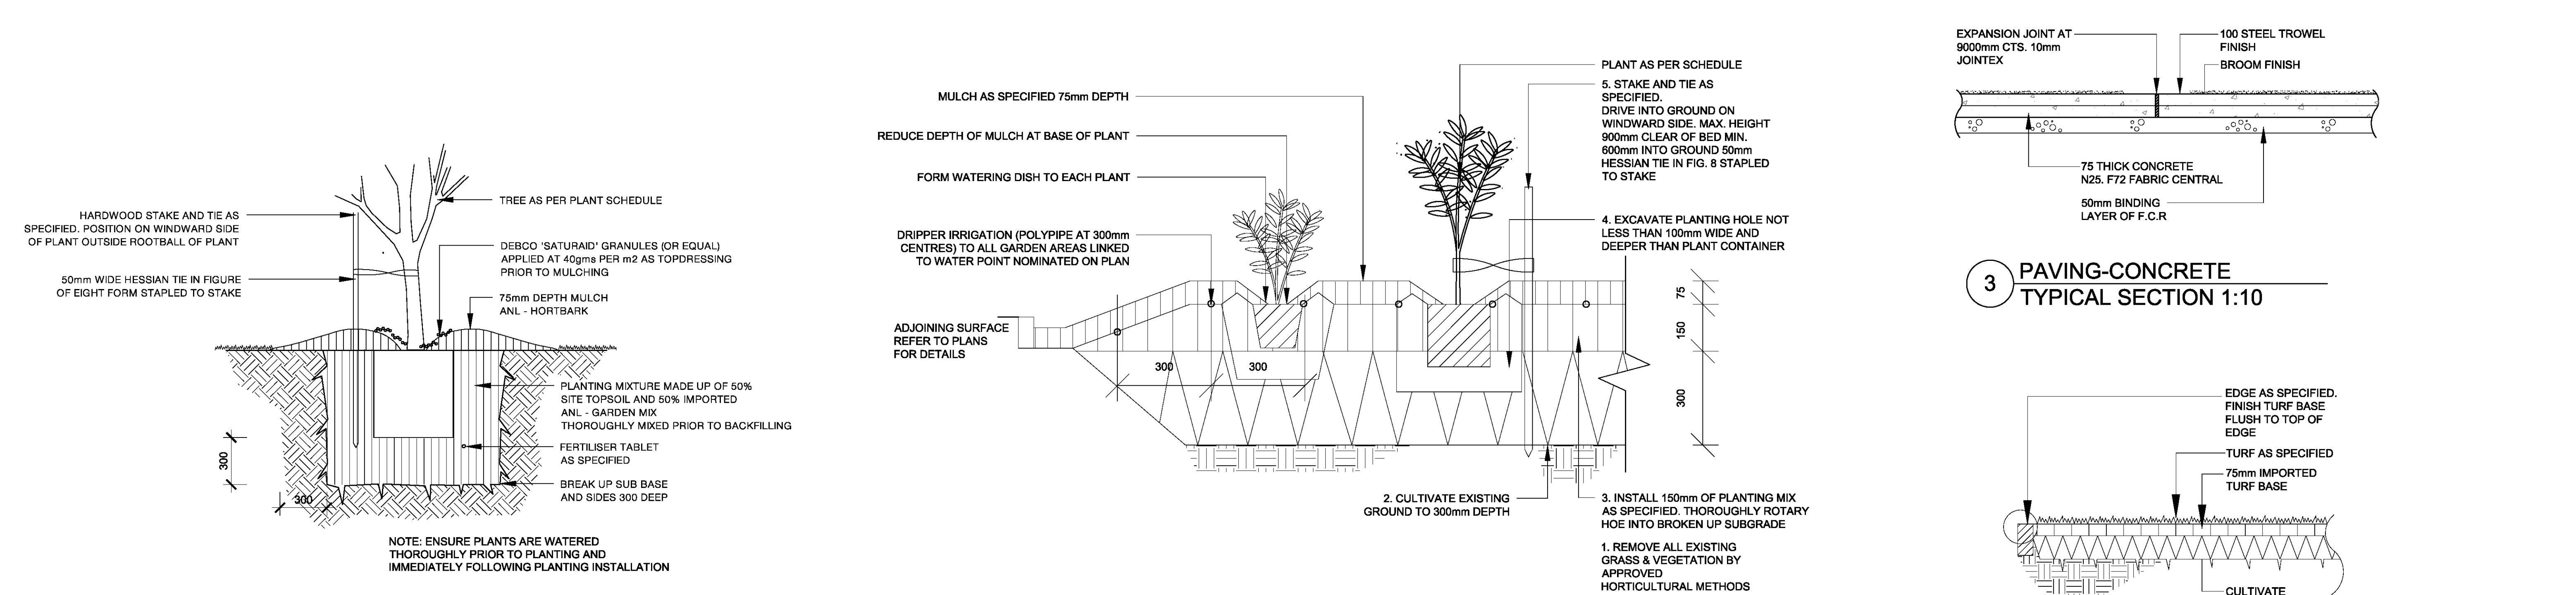 HARDWOOD STAKE AND TIE AS
SPECIFIED. POSITION ON WINDWARD SIDE
OF PLANT OUTSIDE ROOTBALL OF PLANT
50mm WIDE HESSIAN TIE IN FIGURE
OF EIGHT FORM STAPLED TO STAKE
TREE AS PER PLANT SCHEDULE
DEBCO 'SATURAID' GRANULES (OR EQUAL)
APPLIED AT 40gms PER m2 AS TOPDRESSING
PRIOR TO MULCHING
75mm DEPTH MULCH
ANL - HORTBARK
PLANTING MIXTURE MADE UP OF 50%
SITE TOPSOIL AND 50% IMPORTED
ANL - GARDEN MIX
THOROUGHLY MIXED PRIOR TO BACKFILLING
FERTILISER TABLET
AS SPECIFIED
BREAK UP SUB BASE
AND SIDES 300 DEEP
300
300
NOTE: ENSURE PLANTS ARE WATERED
THOROUGHLY PRIOR TO PLANTING AND
IMMEDIATELY FOLLOWING PLANTING INSTALLATION
MULCH AS SPECIFIED 75mm DEPTH
REDUCE DEPTH OF MULCH AT BASE OF PLANT
FORM WATERING DISH TO EACH PLANT
DRIPPER IRRIGATION (POLYPIPE AT 300mm
CENTRES) TO ALL GARDEN AREAS LINKED
TO WATER POINT NOMINATED ON PLAN
ADJOINING SURFACE
REFER TO PLANS
FOR DETAILS
300
300
PLANT AS PER SCHEDULE
5. STAKE AND TIE AS
SPECIFIED.
DRIVE INTO GROUND ON
WINDWARD SIDE. MAX. HEIGHT
900mm CLEAR OF BED MIN.
600mm INTO GROUND 50mm
HESSIAN TIE IN FIG. 8 STAPLED
TO STAKE
4. EXCAVATE PLANTING HOLE NOT
LESS THAN 100mm WIDE AND
DEEPER THAN PLANT CONTAINER
75
150
300
2. CULTIVATE EXISTING
GROUND TO 300mm DEPTH
3. INSTALL 150mm OF PLANTING MIX
AS SPECIFIED. THOROUGHLY ROTARY
HOE INTO BROKEN UP SUBGRADE
1. REMOVE ALL EXISTING
GRASS & VEGETATION BY
APPROVED
HORTICULTURAL METHODS
EXPANSION JOINT AT
9000mm CTS. 10mm
JOINTEX
100 STEEL TROWEL
FINISH
BROOM FINISH
75 THICK CONCRETE
N25. F72 FABRIC CENTRAL
50mm BINDING
LAYER OF F.C.R
3
PAVING-CONCRETE
TYPICAL SECTION 1:10
EDGE AS SPECIFIED.
FINISH TURF BASE
FLUSH TO TOP OF
EDGE
TURF AS SPECIFIED
75mm IMPORTED
TURF BASE
CULTIVATE